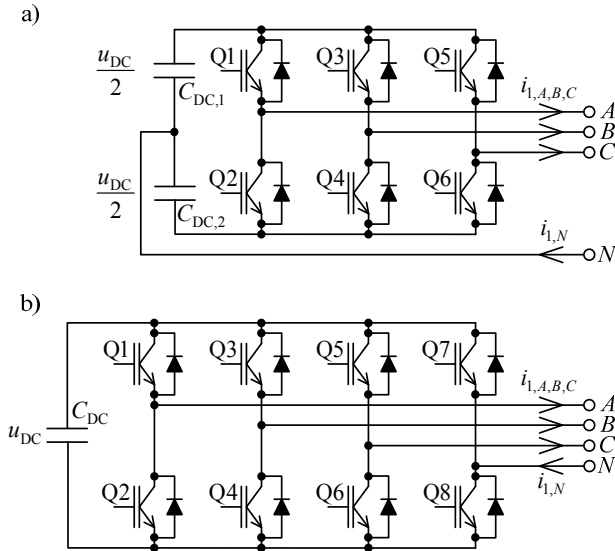 a)
u_DC/2
C_DC,1
Q1
Q3
Q5
i_1,A,B,C
A
B
C
u_DC/2
C_DC,2
Q2
Q4
Q6
i_1,N
N
b)
Q1
Q3
Q5
Q7
i_1,A,B,C
A
u_DC
C_DC
B
C
N
Q2
Q4
Q6
Q8
i_1,N